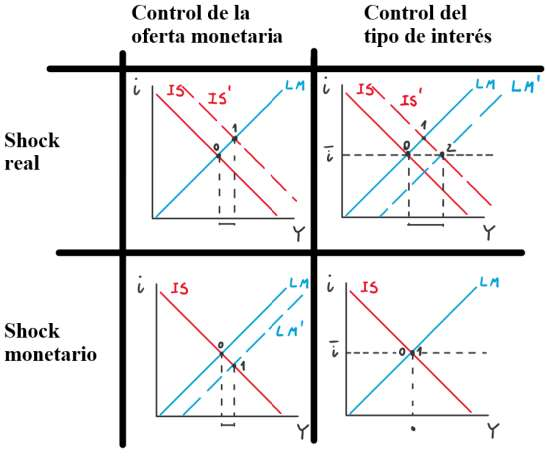 Control de la
oferta monetaria
Control del
tipo de interés
Shock
real
i
IS
IS'
LM
0
1
Y
i
IS
IS'
LM
LM'
i̅
0
1
2
Y
Shock
monetario
i
IS
LM
LM'
0
1
Y
i
IS
LM
i̅
0
1
Y